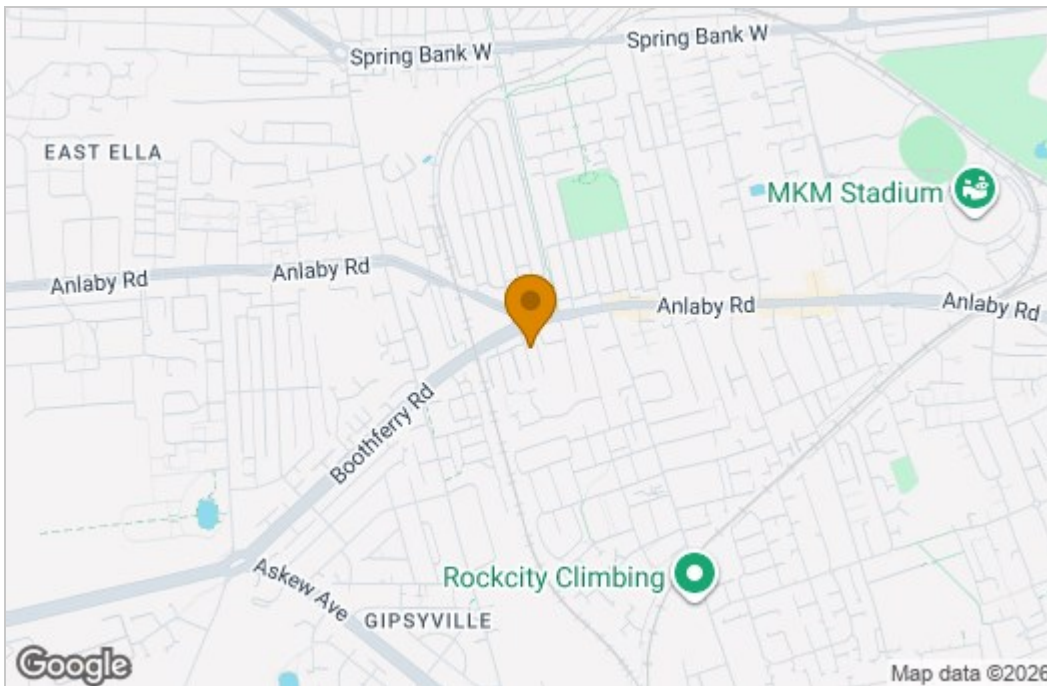 Spring Bank W
Spring Bank W
EAST ELLA
MKM Stadium
Anlaby Rd
Anlaby Rd
Anlaby Rd
Anlaby Rd
Boothferry Rd
Rockcity Climbing
Askew Ave
GIPSYVILLE
Google
Map data ©2026